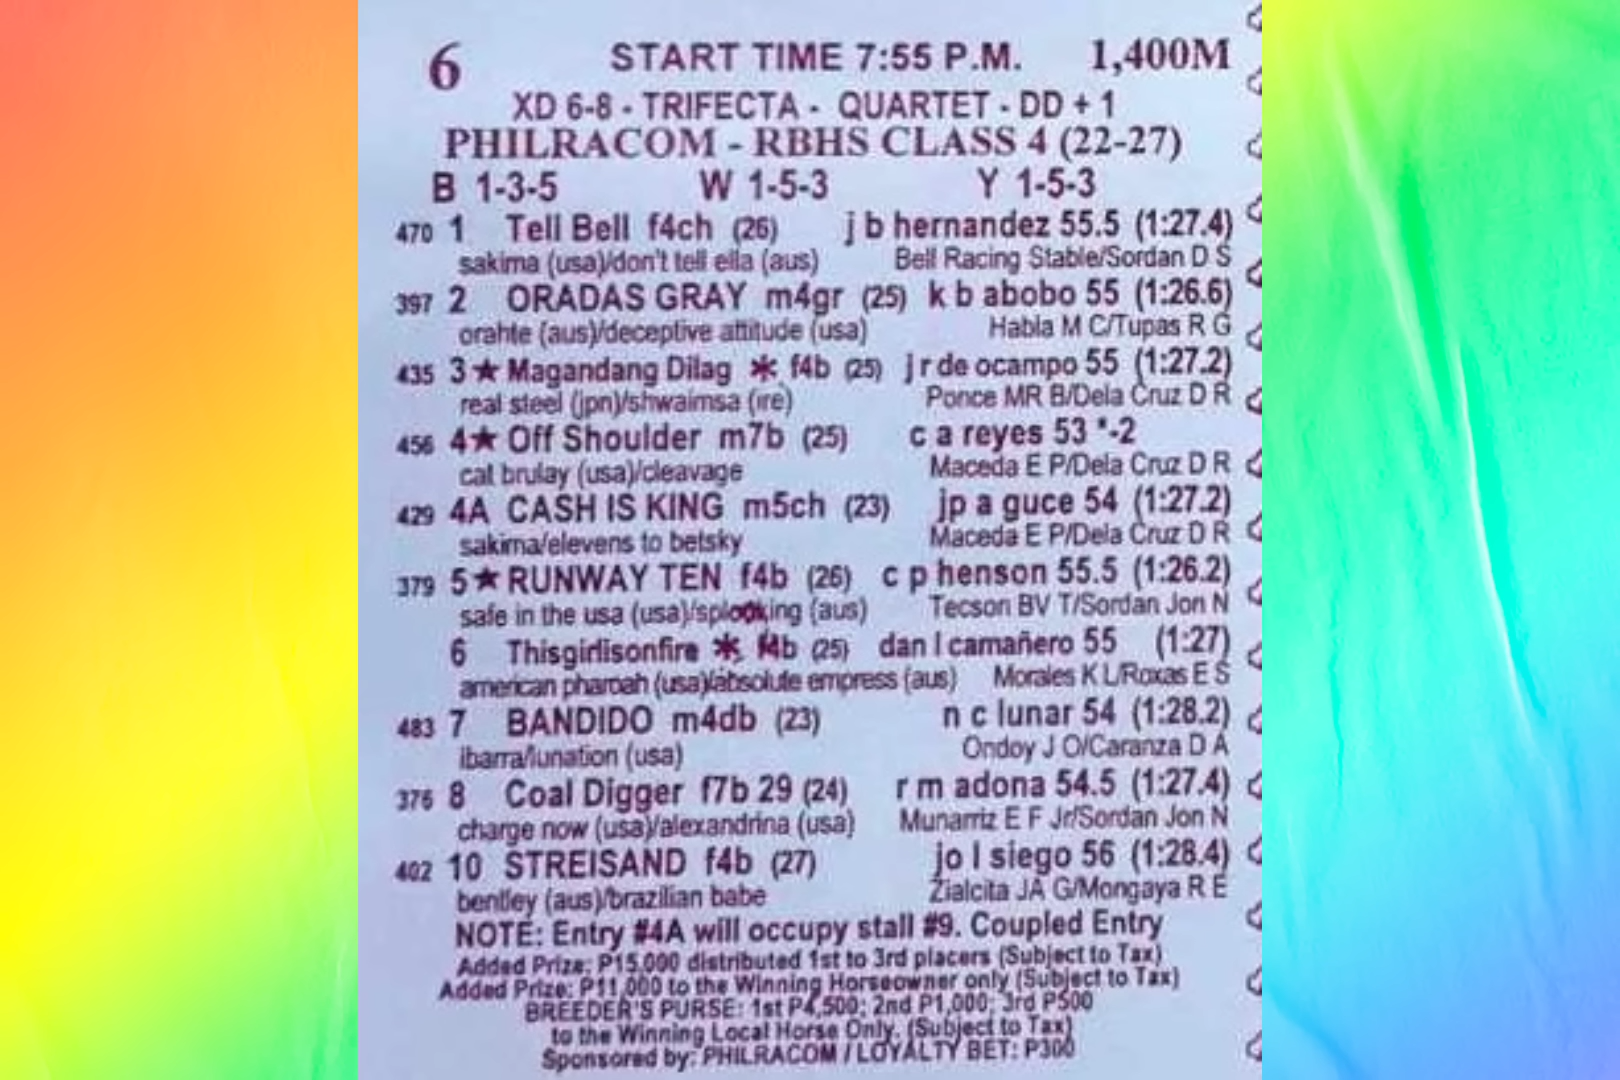 6 START TIME 7:55 P.M. 1,400M
XD 6-8 - TRIFECTA - QUARTET - DD + 1
PHILRACOM - RBHS CLASS 4 (22-27)
B 1-3-5 W 1-5-3 Y 1-5-3
470 1 Tell Bell f4ch (26) j b hernandez 55.5 (1:27.4)
sakima (usa)/don't tell ella (aus) Bell Racing Stable/Sordan D S
397 2 ORADAS GRAY m4gr (25) k b abobo 55 (1:26.6)
orahte (aus)/deceptive attitude (usa) Habla M C/Tupas R G
435 3★ Magandang Dilag * f4b (25) j r de ocampo 55 (1:27.2)
real steel (jpn)/shwaimsa (ire) Ponce MR B/Dela Cruz D R
456 4★ Off Shoulder m7b (25) c a reyes 53 *-2
cat brulay (usa)/cleavage Maceda E P/Dela Cruz D R
429 4A CASH IS KING m5ch (23) jp a guce 54 (1:27.2)
sakima/elevens to betsky Maceda E P/Dela Cruz D R
379 5★ RUNWAY TEN f4b (26) c p henson 55.5 (1:26.2)
safe in the usa (usa)/splooking (aus) Tecson BV T/Sordan Jon N
6 Thisgirlisonfire * f4b (25) dan l camañero 55 (1:27)
american pharoah (usa)/absolute empress (aus) Morales K L/Roxas E S
483 7 BANDIDO m4db (23) n c lunar 54 (1:28.2)
ibarra/lunation (usa) Ondoy J O/Caranza D A
376 8 Coal Digger f7b 29 (24) r m adona 54.5 (1:27.4)
charge now (usa)/alexandrina (usa) Munarriz E F Jr/Sordan Jon N
402 10 STREISAND f4b (27) jo l siego 56 (1:28.4)
bentley (aus)/brazilian babe Zialcita JA G/Mongaya R E
NOTE: Entry #4A will occupy stall #9. Coupled Entry
Added Prize: P15,000 distributed 1st to 3rd placers (Subject to Tax)
Added Prize: P11,000 to the Winning Horseowner only (Subject to Tax)
BREEDER'S PURSE: 1st P4,500; 2nd P1,000; 3rd P500
to the Winning Local Horse Only. (Subject to Tax)
Sponsored by: PHILRACOM / LOYALTY BET: P300